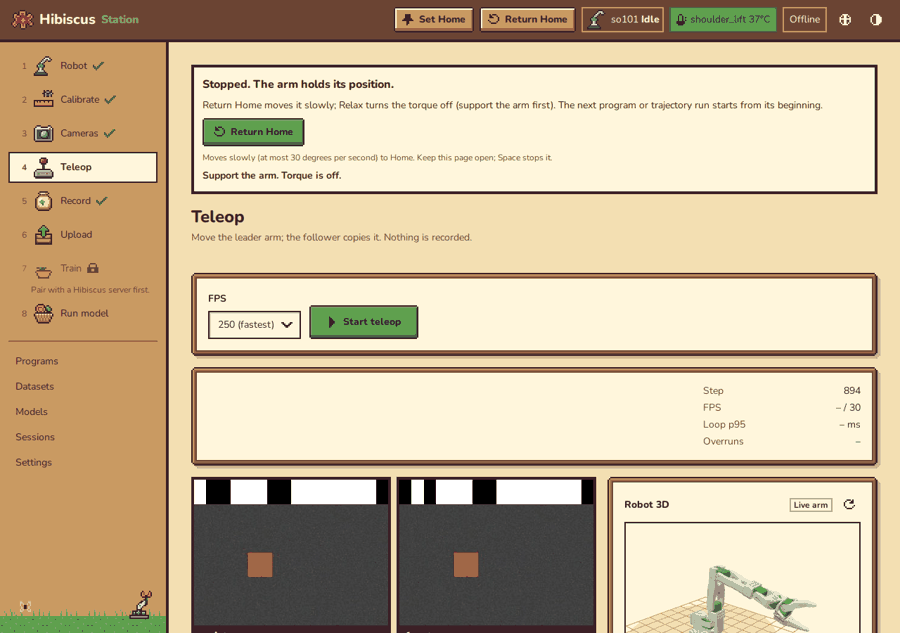 Hibiscus Station
Set Home
Return Home
so101 Idle
shoulder_lift 37°C
Offline
1 Robot
2 Calibrate
3 Cameras
4 Teleop
5 Record
6 Upload
7 Train
Pair with a Hibiscus server first.
8 Run model
Programs
Datasets
Models
Sessions
Settings
Stopped. The arm holds its position.
Return Home moves it slowly; Relax turns the torque off (support the arm first). The next program or trajectory run starts from its beginning.
Return Home
Moves slowly (at most 30 degrees per second) to Home. Keep this page open; Space stops it.
Support the arm. Torque is off.
Teleop
Move the leader arm; the follower copies it. Nothing is recorded.
FPS
250 (fastest)
Start teleop
Step 894
FPS – / 30
Loop p95 – ms
Overruns –
Robot 3D
Live arm